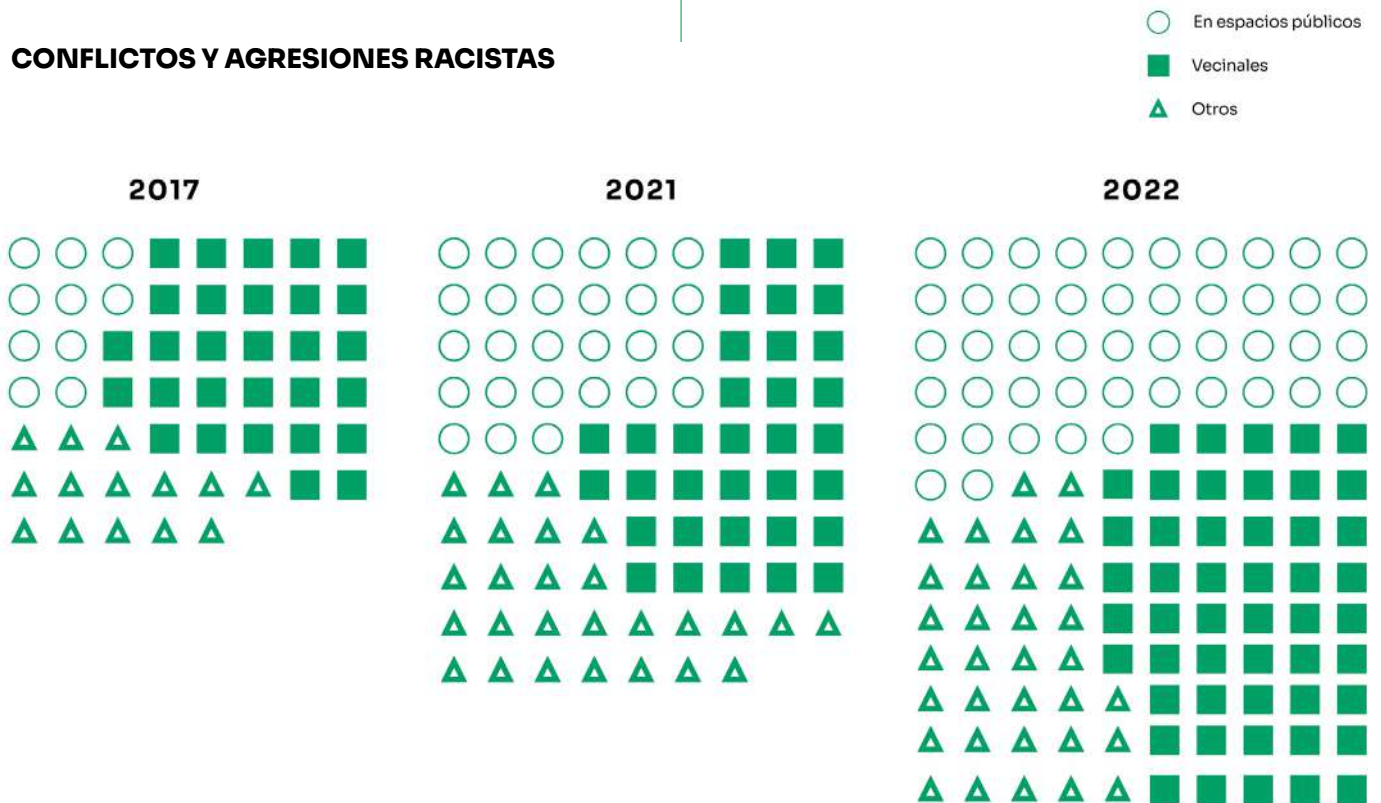 CONFLICTOS Y AGRESIONES RACISTAS
En espacios públicos
Vecinales
Otros
2017
2021
2022